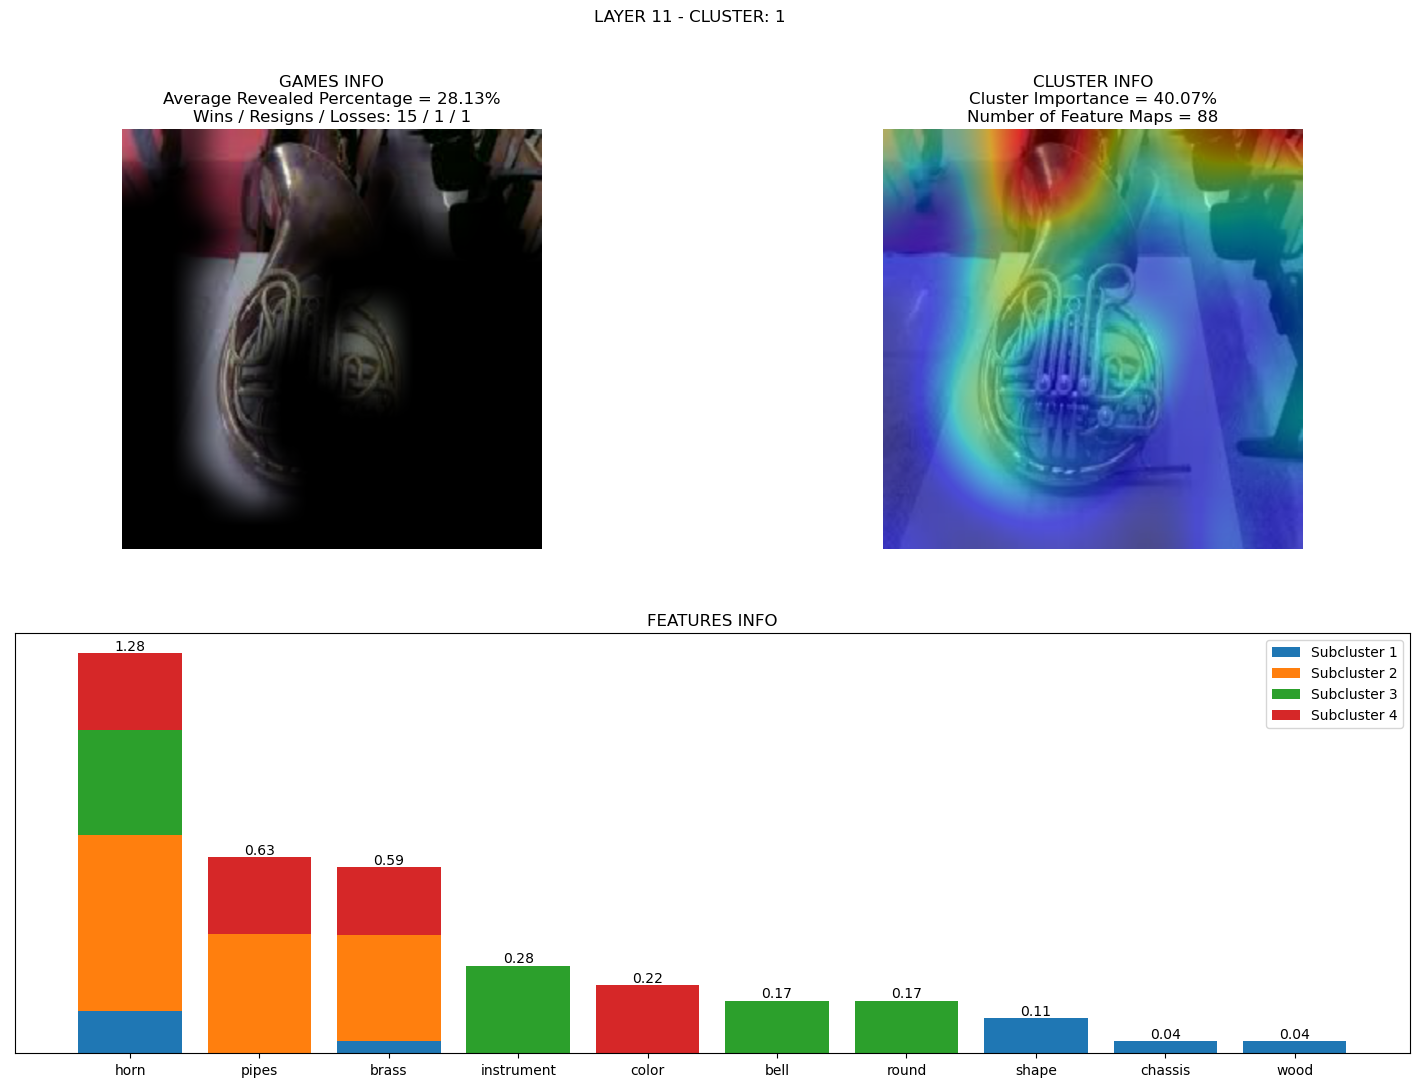 LAYER 11 - CLUSTER: 1
GAMES INFO
Average Revealed Percentage = 28.13%
Wins / Resigns / Losses: 15 / 1 / 1
CLUSTER INFO
Cluster Importance = 40.07%
Number of Feature Maps = 88
FEATURES INFO
Subcluster 1
Subcluster 2
Subcluster 3
Subcluster 4
1.28
0.63
0.59
0.28
0.22
0.17
0.17
0.11
0.04
0.04
horn
pipes
brass
instrument
color
bell
round
shape
chassis
wood